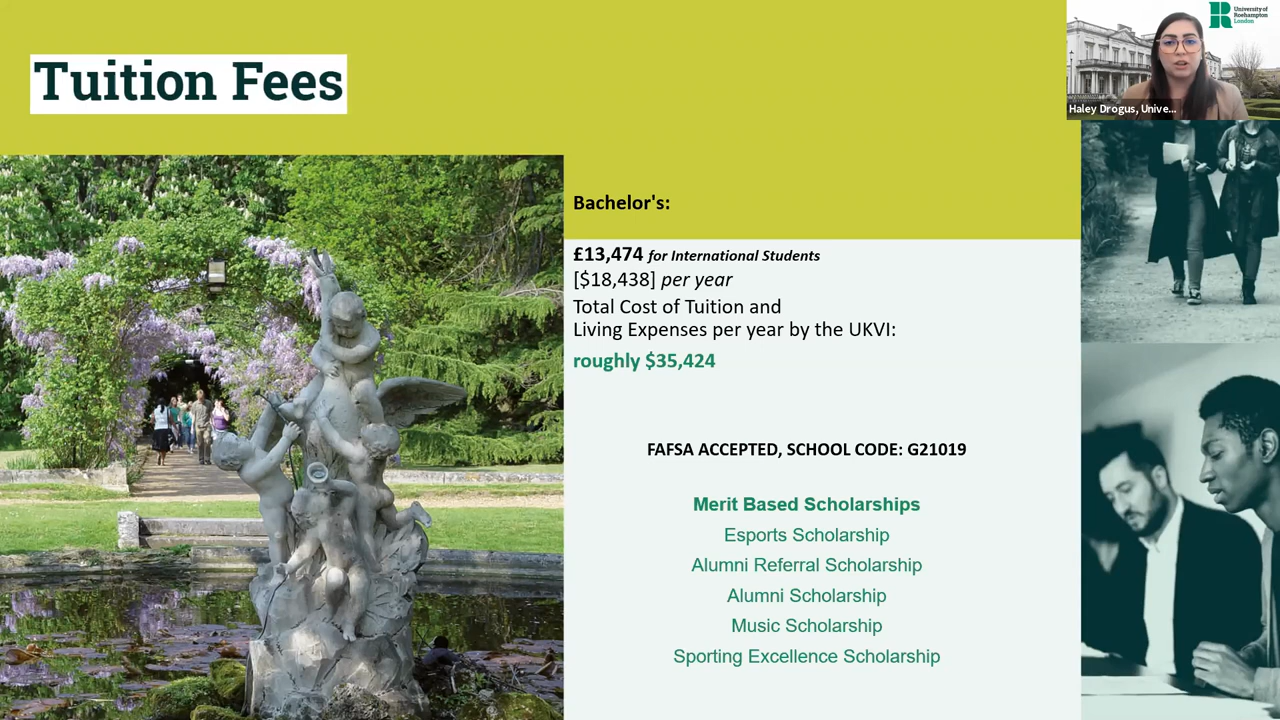 Tuition Fees
University of
Roehampton
London
Haley Drogus, Unive...
Bachelor's:
£13,474 for International Students
[$18,438] per year
Total Cost of Tuition and
Living Expenses per year by the UKVI:
roughly $35,424
FAFSA ACCEPTED, SCHOOL CODE: G21019
Merit Based Scholarships
Esports Scholarship
Alumni Referral Scholarship
Alumni Scholarship
Music Scholarship
Sporting Excellence Scholarship